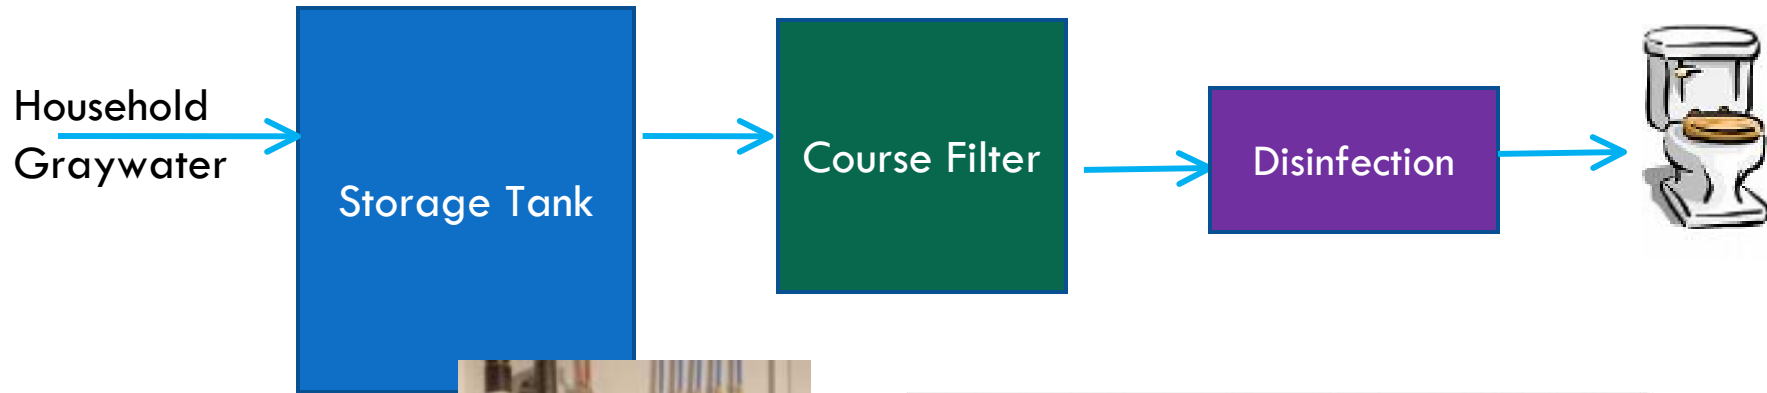 Household
Graywater
Storage Tank
Course Filter
Disinfection